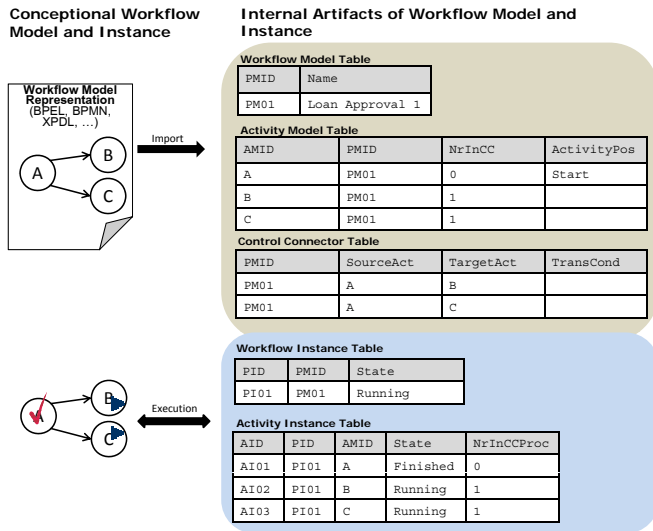 Conceptional Workflow
Model and Instance
Internal Artifacts of Workflow Model and
Instance
Workflow Model
Representation
(BPEL, BPMN,
XPDL, ...)
A
B
C
Import
Workflow Model Table
PMID Name
PM01 Loan Approval 1
Activity Model Table
AMID PMID NrInCC ActivityPos
A PM01 0 Start
B PM01 1
C PM01 1
Control Connector Table
PMID SourceAct TargetAct TransCond
PM01 A B
PM01 A C
A
B
C
Execution
Workflow Instance Table
PID PMID State
PI01 PM01 Running
Activity Instance Table
AID PID AMID State NrInCCProc
AI01 PI01 A Finished 0
AI02 PI01 B Running 1
AI03 PI01 C Running 1